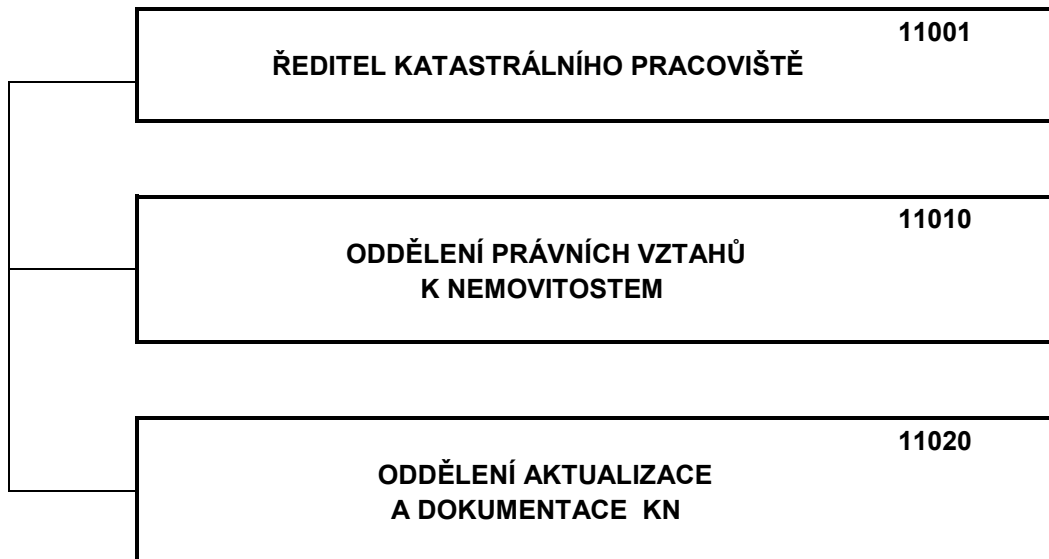 11001
ŘEDITEL KATASTRÁLNÍHO PRACOVIŠTĚ
11010
ODDĚLENÍ PRÁVNÍCH VZTAHŮ
K NEMOVITOSTEM
11020
ODDĚLENÍ AKTUALIZACE
A DOKUMENTACE KN